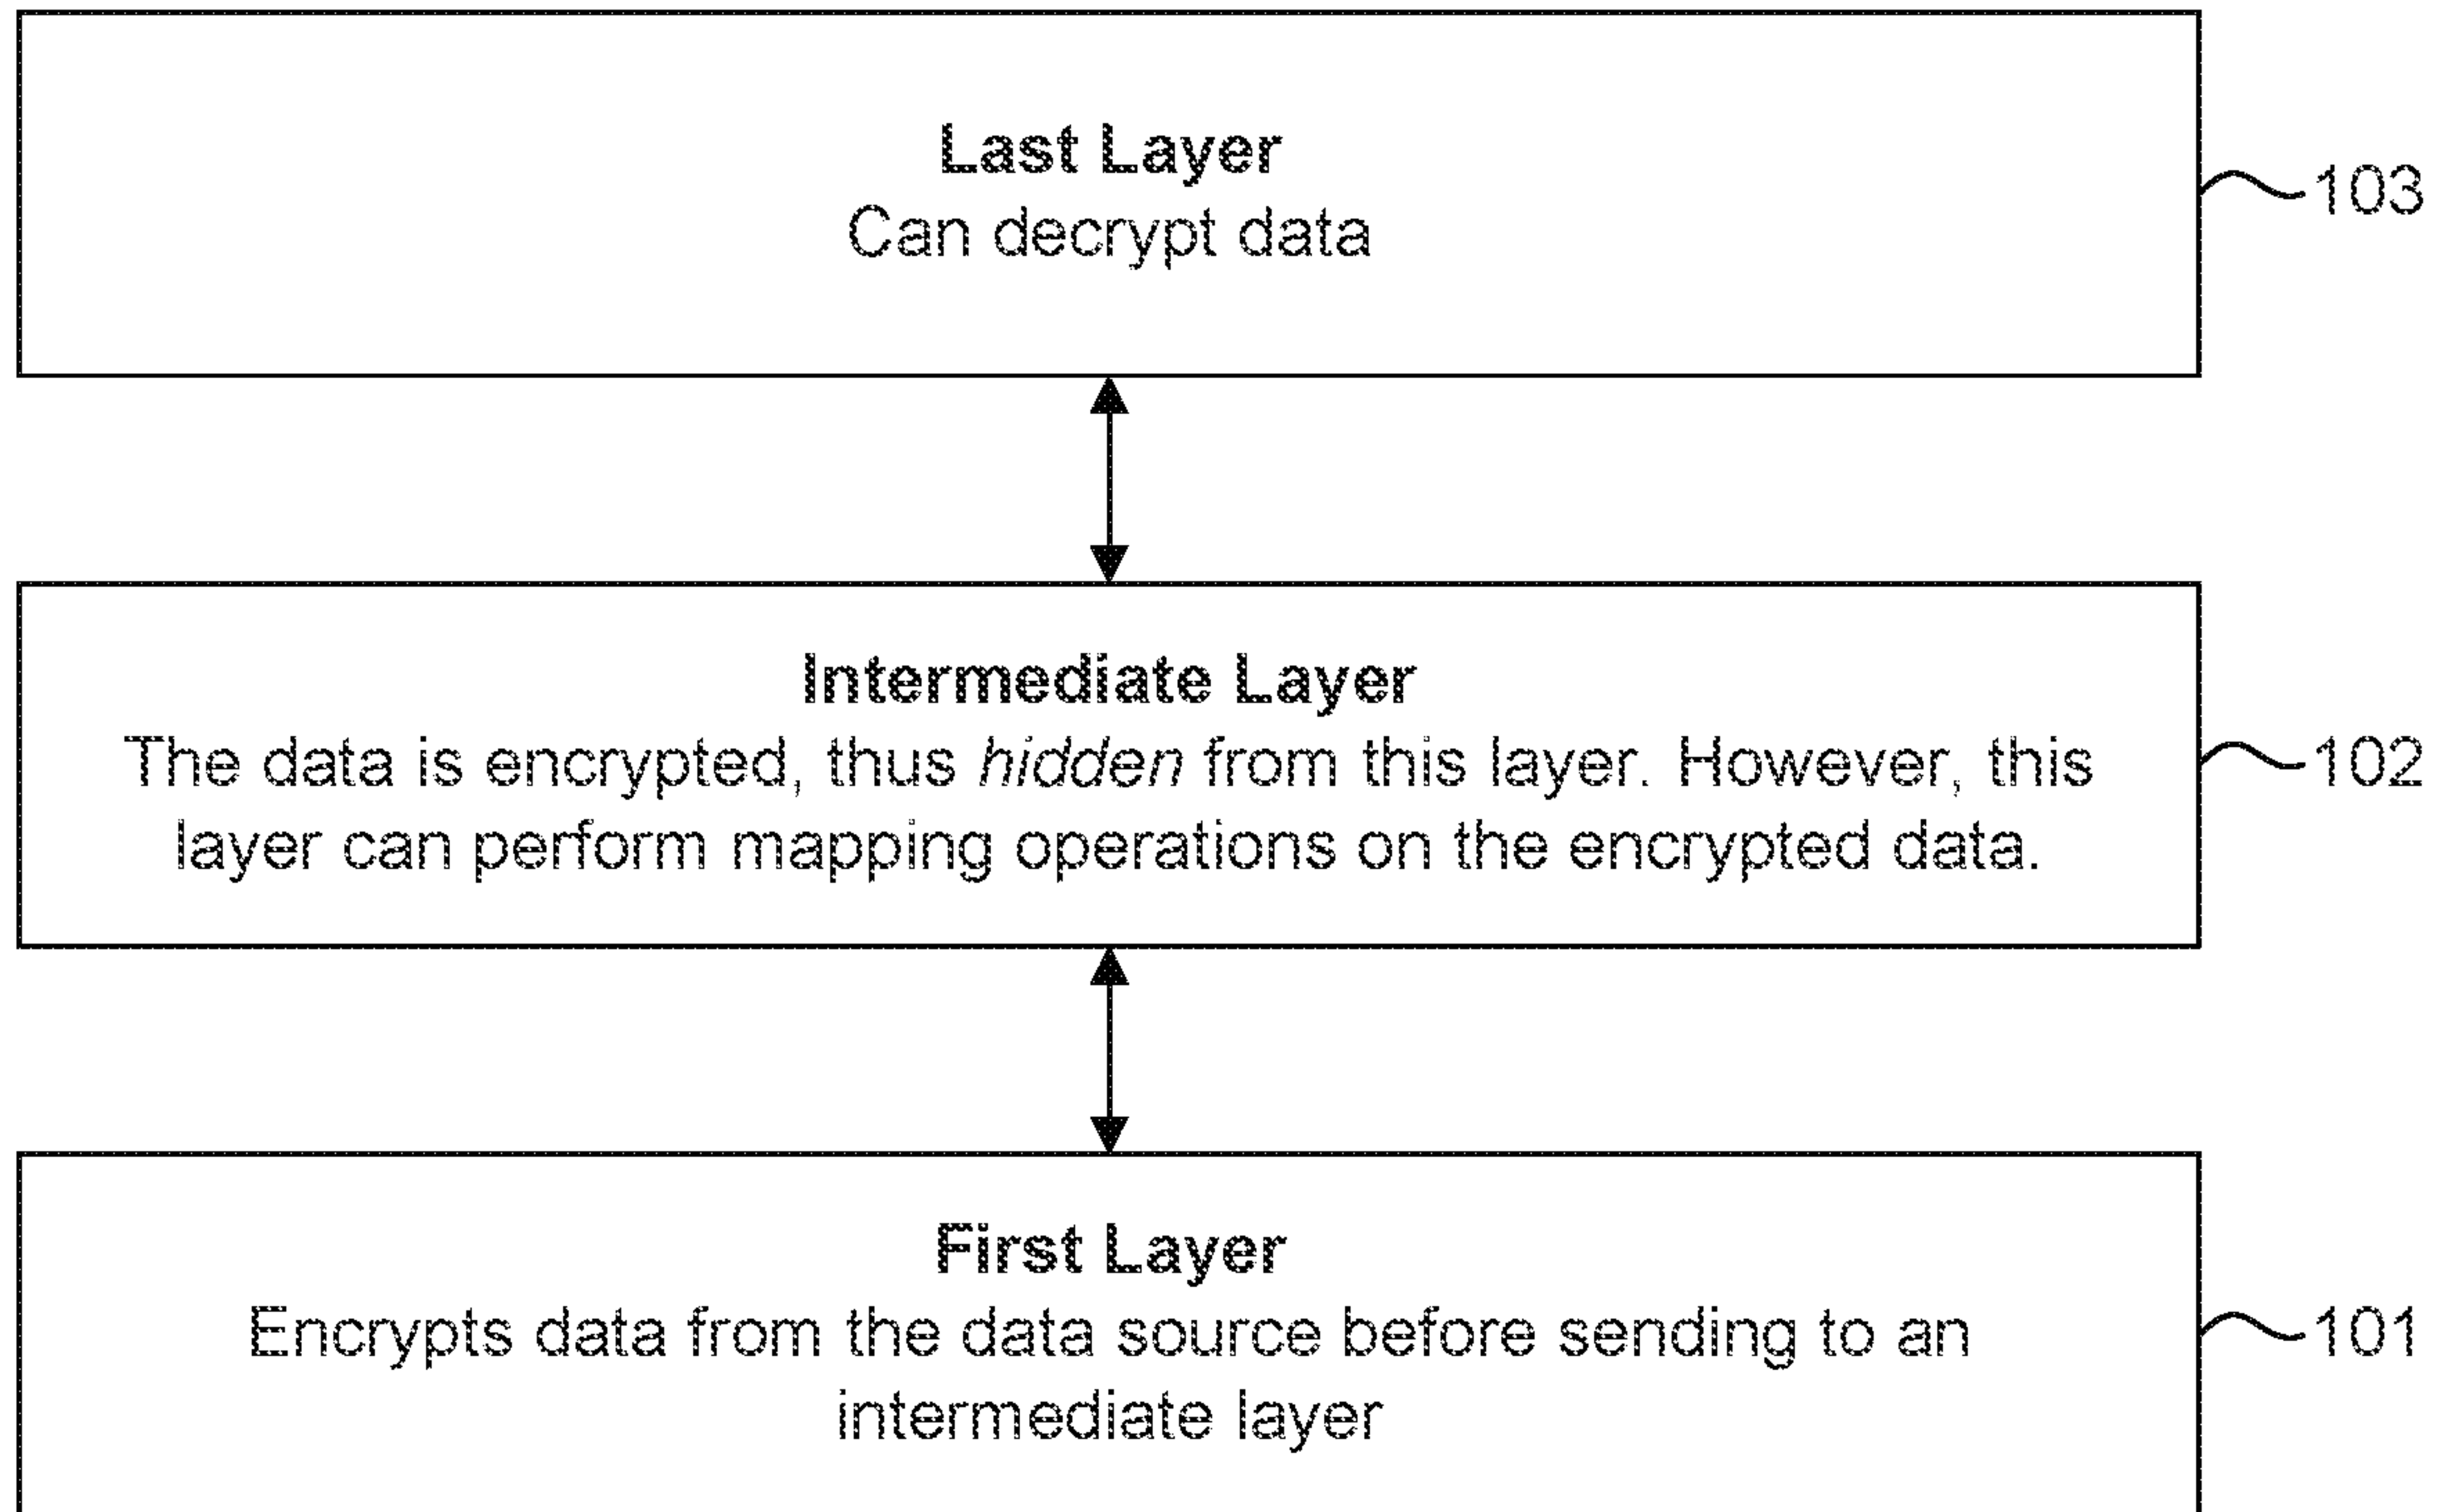 Last Layer
Can decrypt data
103
Intermediate Layer
The data is encrypted, thus hidden from this layer. However, this
layer can perform mapping operations on the encrypted data.
102
First Layer
Encrypts data from the data source before sending to an
intermediate layer
101